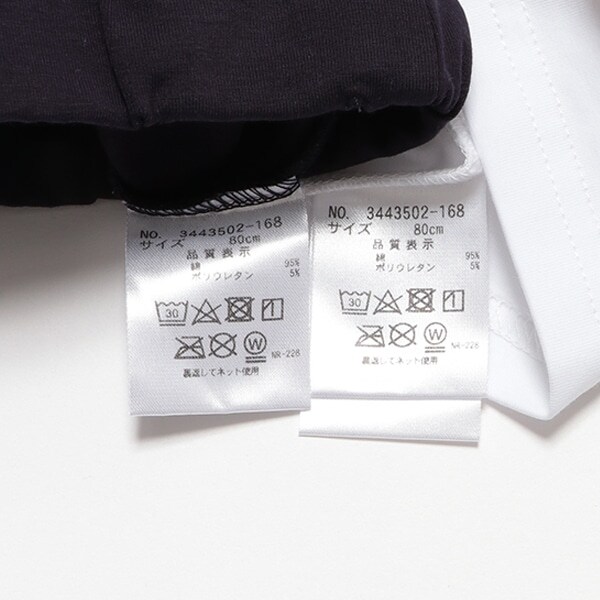 NO. 3443502-168
サイズ 80cm
品質表示
綿 95%
ポリウレタン 5%
30
W
NR-228
裏返してネット使用
NO. 3443502-168
サイズ 80cm
品質表示
綿 95%
ポリウレタン 5%
30
W
NR-228
裏返してネット使用